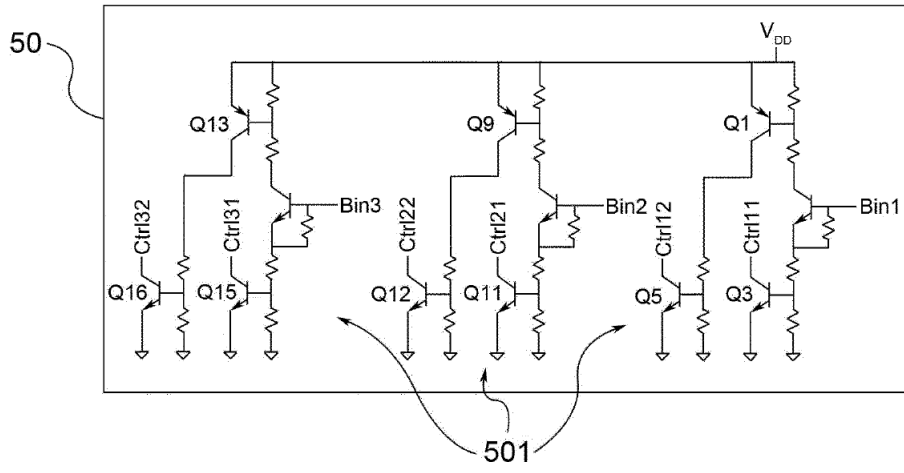 50
V_DD
Q13
Q9
Q1
Ctrl32
Ctrl31
Bin3
Ctrl22
Ctrl21
Bin2
Ctrl12
Ctrl11
Bin1
Q16
Q15
Q12
Q11
Q5
Q3
501